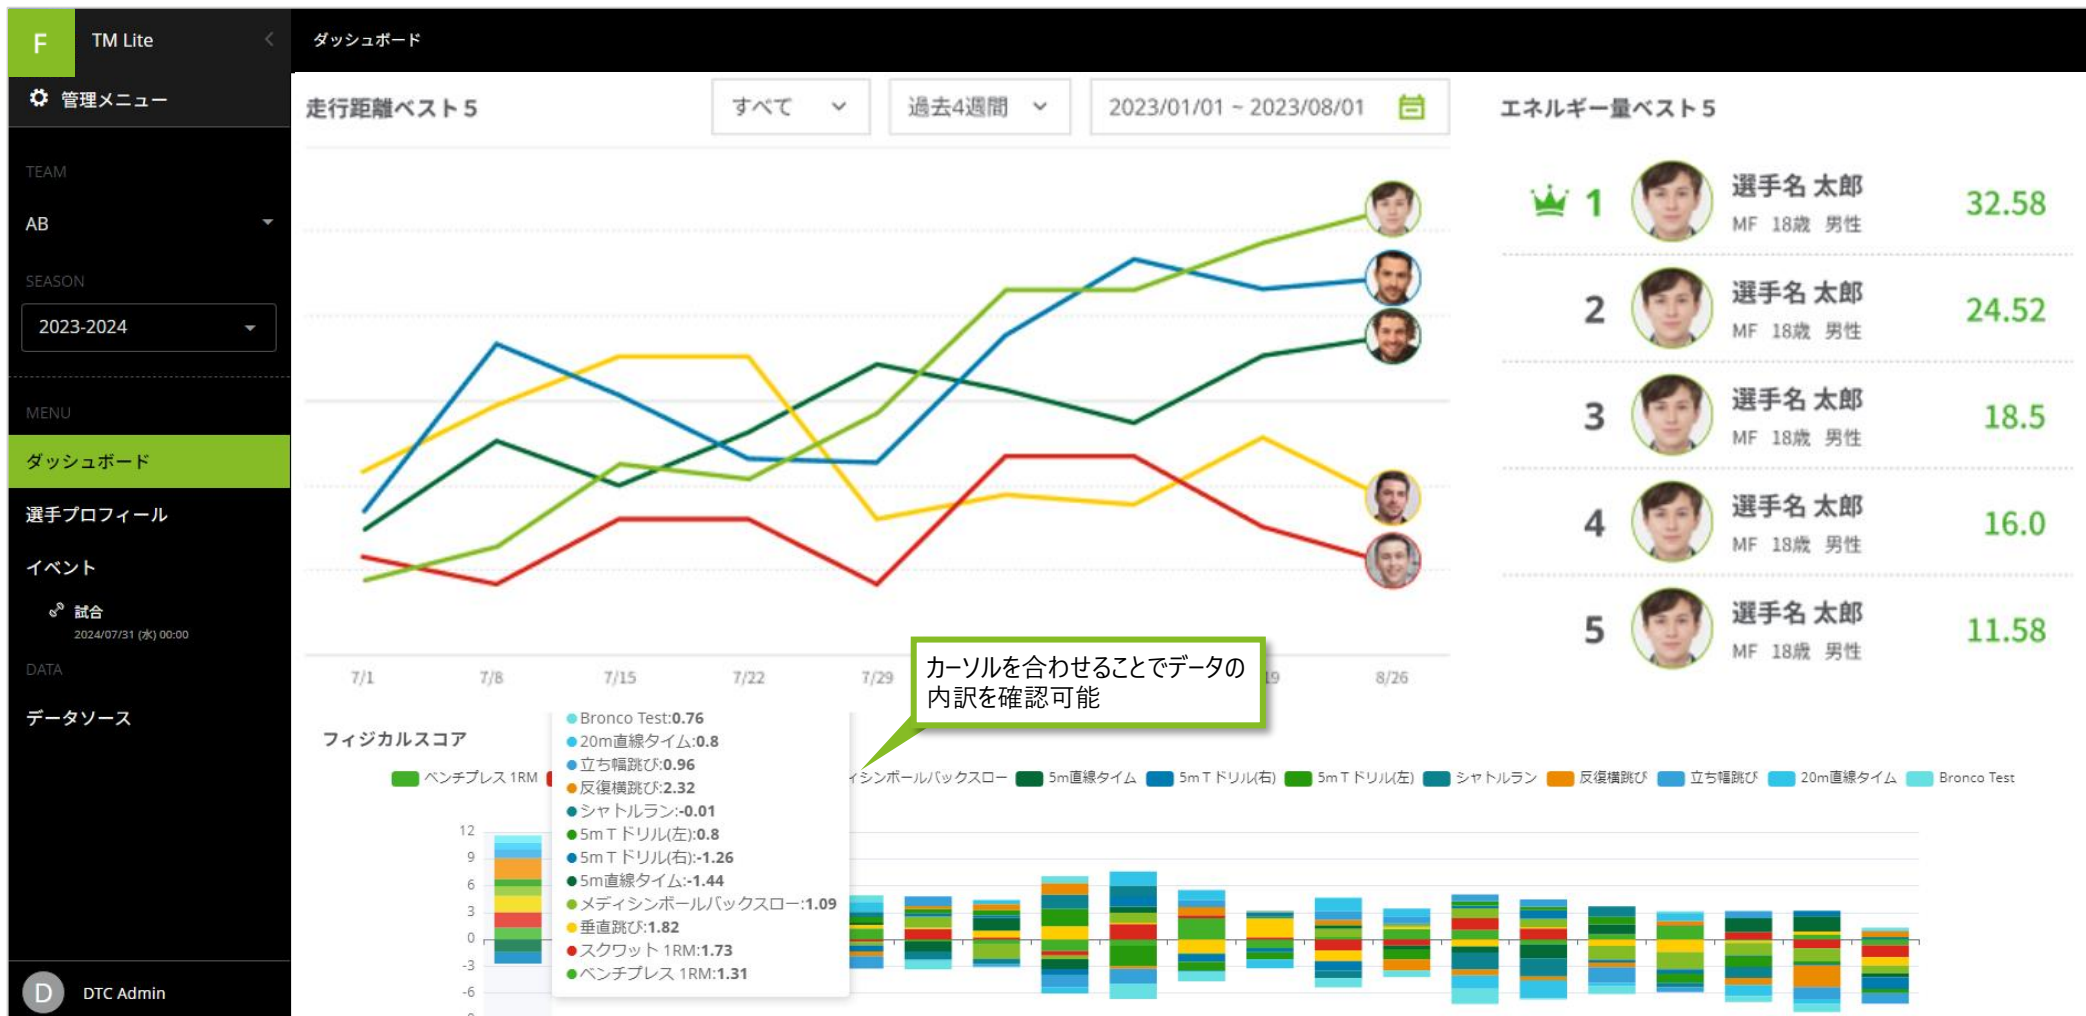 F
TM Lite
管理メニュー
TEAM
AB
SEASON
2023-2024
MENU
ダッシュボード
選手プロフィール
イベント
試合
2024/07/31 (水) 00:00
DATA
データソース
D
DTC Admin
ダッシュボード
走行距離ベスト5
すべて
過去4週間
2023/01/01 ~ 2023/08/01
7/1
7/8
7/15
7/22
7/29
19
8/26
カーソルを合わせることでデータの
内訳を確認可能
エネルギー量ベスト5
1
選手名 太郎
MF 18歳 男性
32.58
2
選手名 太郎
MF 18歳 男性
24.52
3
選手名 太郎
MF 18歳 男性
18.5
4
選手名 太郎
MF 18歳 男性
16.0
5
選手名 太郎
MF 18歳 男性
11.58
フィジカルスコア
ベンチプレス 1RM
ィシンボールバックスロー
5m直線タイム
5mTドリル(右)
5mTドリル(左)
シャトルラン
反復横跳び
立ち幅跳び
20m直線タイム
Bronco Test
Bronco Test:0.76
20m直線タイム:0.8
立ち幅跳び:0.96
反復横跳び:2.32
シャトルラン:-0.01
5mTドリル(左):0.8
5mTドリル(右):-1.26
5m直線タイム:-1.44
メディシンボールバックスロー:1.09
垂直跳び:1.82
スクワット 1RM:1.73
ベンチプレス 1RM:1.31
12
9
6
3
0
-3
-6